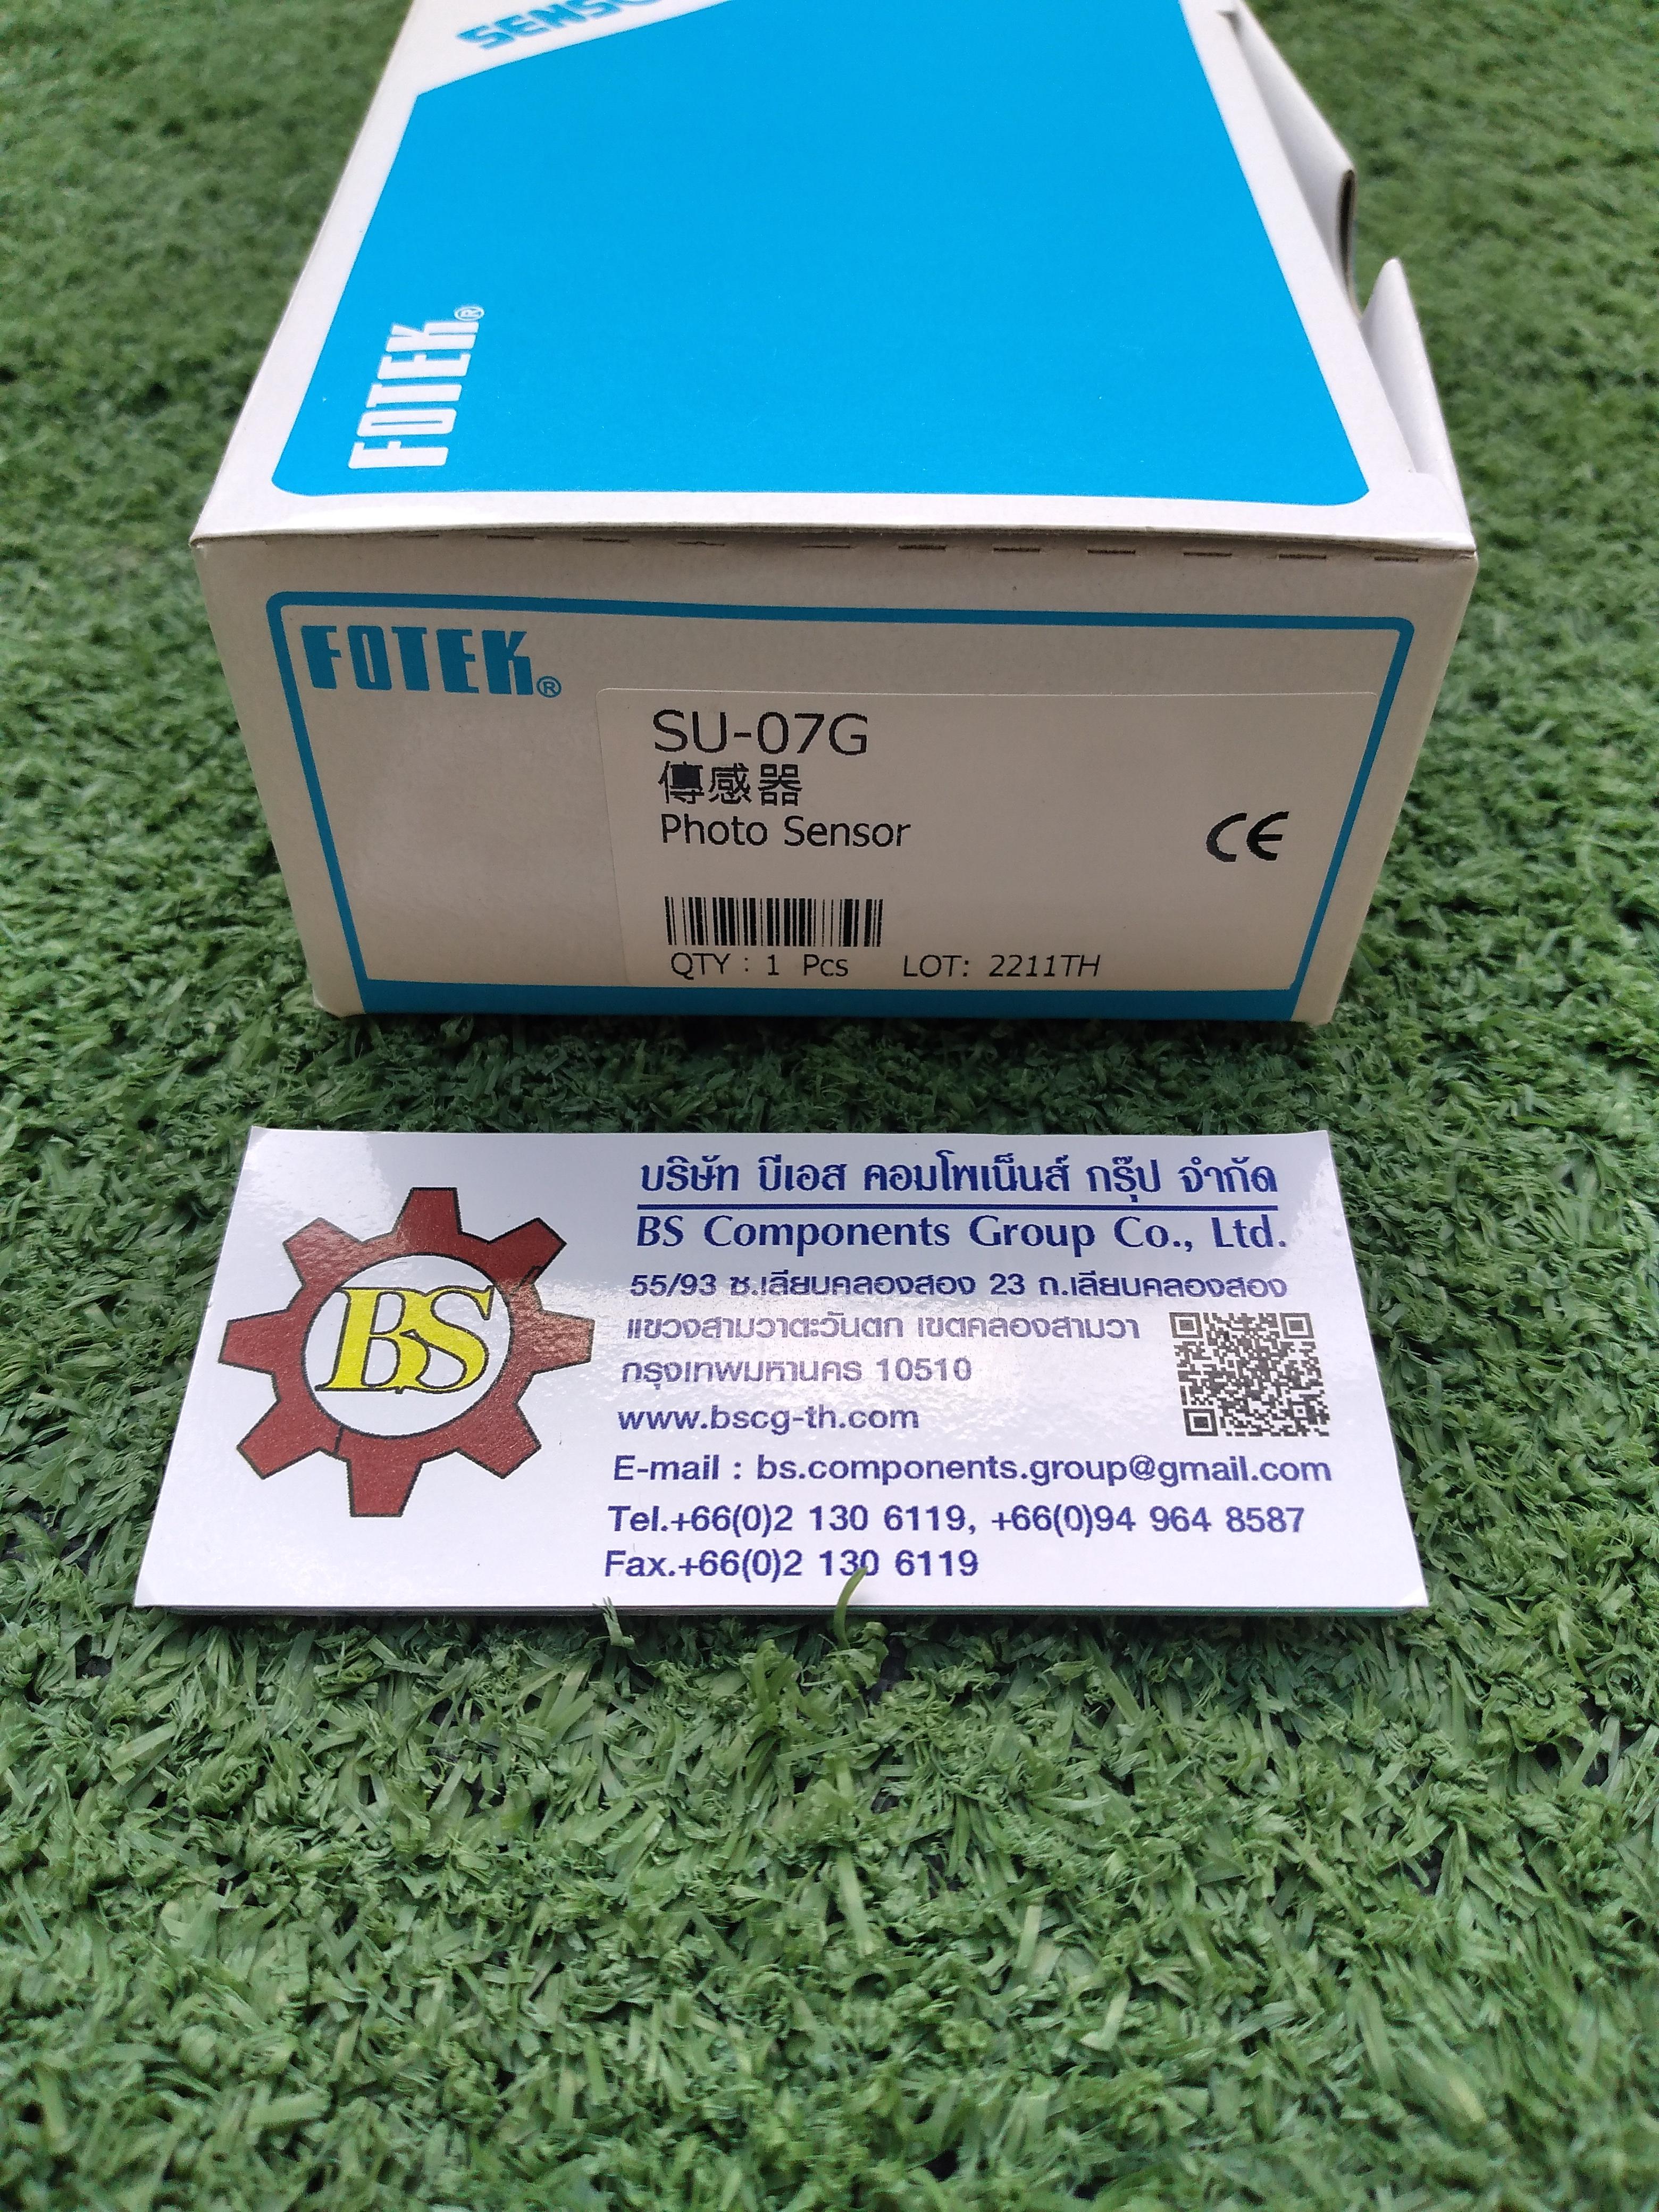 FOTEK®
FOTEK®
SU-07G
傳感器
Photo Sensor
CE
QTY : 1 Pcs LOT: 2211TH
บริษัท บีเอส คอมโพเน็นส์ กรุ๊ป จำกัด
BS Components Group Co., Ltd.
BS
55/93 ซ.เลียบคลองสอง 23 ถ.เลียบคลองสอง
แขวงสามวาตะวันตก เขตคลองสามวา
กรุงเทพมหานคร 10510
www.bscg-th.com
E-mail : bs.components.group@gmail.com
Tel.+66(0)2 130 6119, +66(0)94 964 8587
Fax.+66(0)2 130 6119